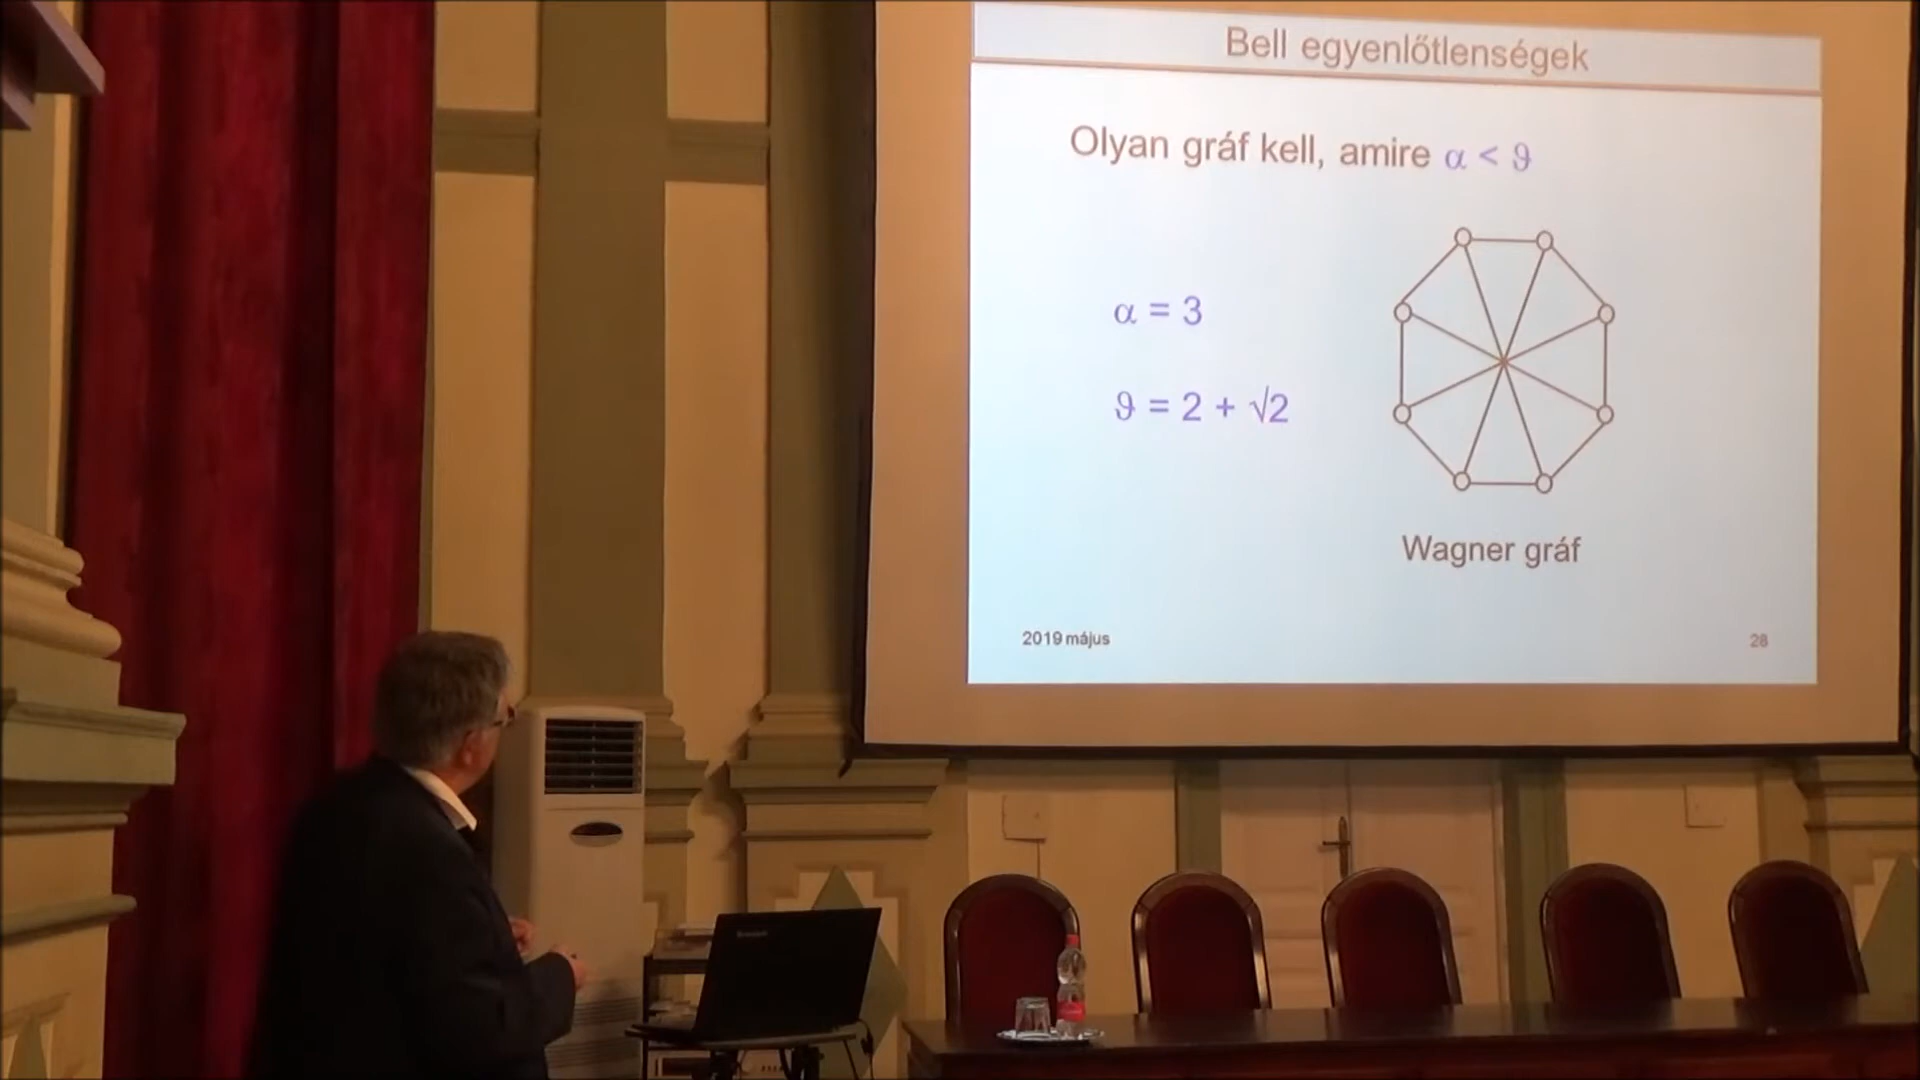 Bell egyenlőtlenségek
Olyan gráf kell, amire α < ϑ
α = 3
ϑ = 2 + √2
Wagner gráf
2019 május
28